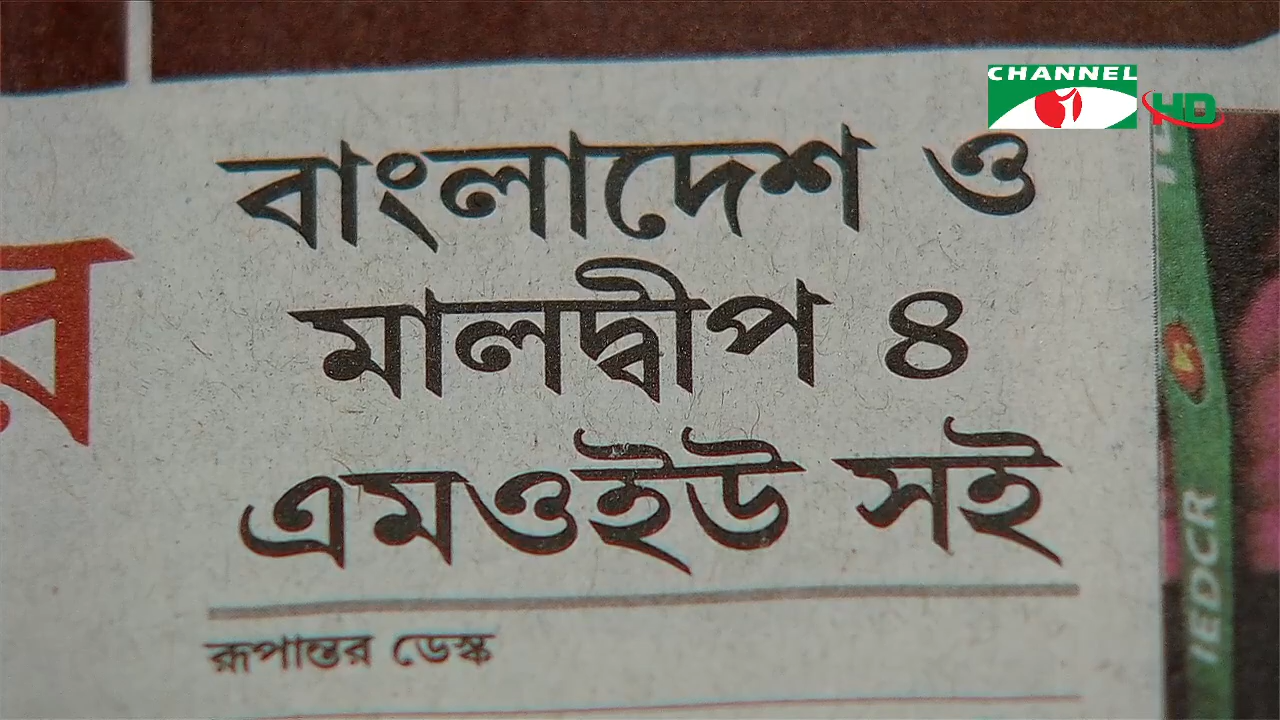 CHANNEL
i HD
বাংলাদেশ ও
মালদ্বীপ ৪
এমওইউ সই
রূপান্তর ডেস্ক
র
IEDCR